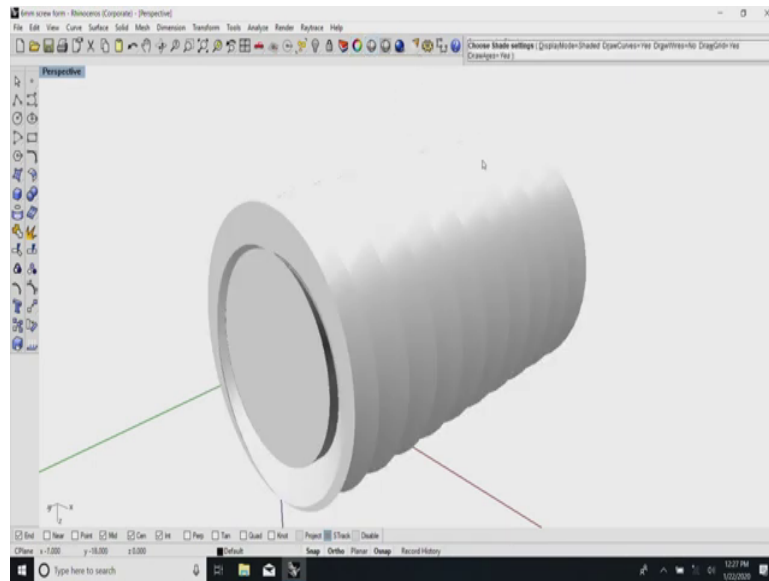 6mm screw form - Rhinoceros (Corporate) - [Perspective]
File Edit View Curve Surface Solid Mesh Dimension Transform Tools Analyze Render Raytrace Help
Choose Shade settings ( DisplayMode=Shaded DrawCurves=Yes DrawWires=No DrawGrid=Yes
DrawAxes=Yes )
Perspective
x
z
End Near Point Mid Cen Int Perp Tan Quad Knot Project STrack Disable
CPlane x -7.000 y -18.000 z 0.000 Default Snap Ortho Planar Osnap Record History
Type here to search
12:27 PM
1/22/2020